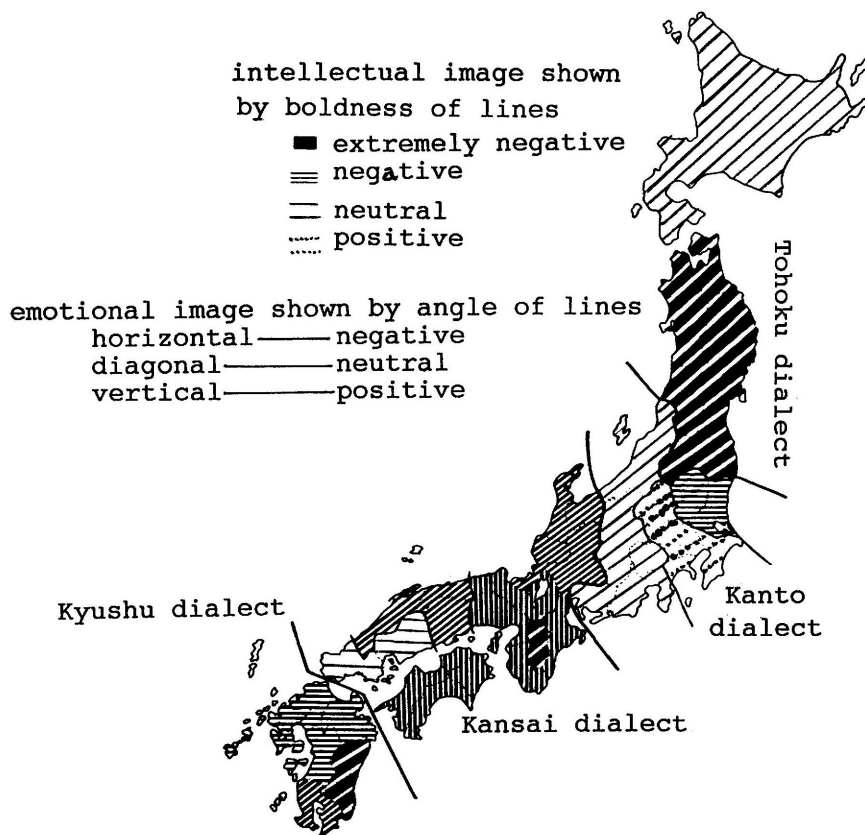 intellectual image shown
by boldness of lines
extremely negative
negative
neutral
positive
emotional image shown by angle of lines
horizontal negative
diagonal neutral
vertical positive
Tohoku dialect
Kanto
dialect
Kyushu dialect
Kansai dialect